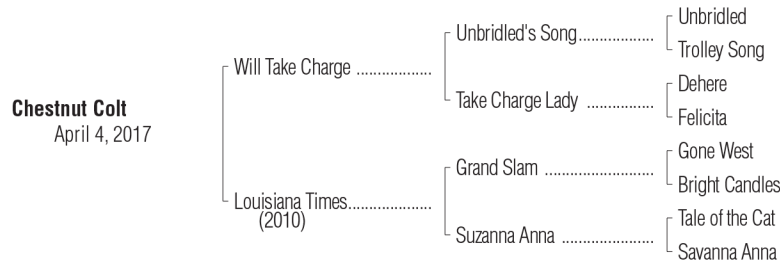 Unbridled
Unbridled's Song..................
Trolley Song
Will Take Charge ..................
Dehere
Take Charge Lady ................
Felicita
Chestnut Colt
April 4, 2017
Gone West
Grand Slam ..........................
Bright Candles
Louisiana Times....................
(2010)
Tale of the Cat
Suzanna Anna ......................
Savanna Anna